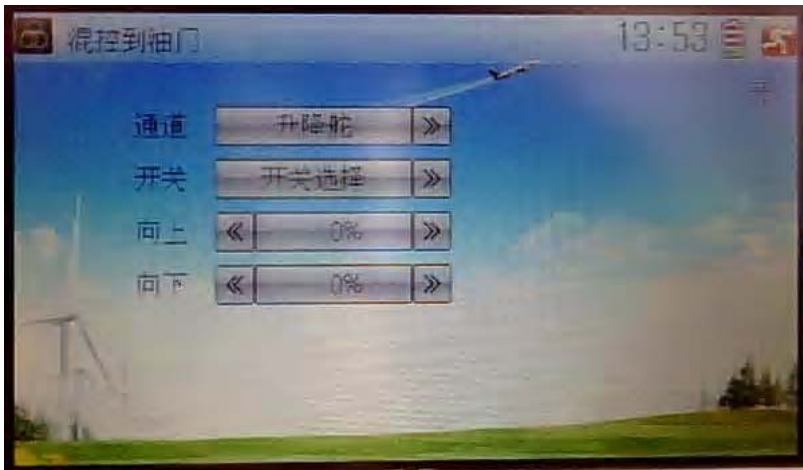 混控到油门 13:53
开
通道 升降舵
开关 开关选择
向上 0%
向下 0%